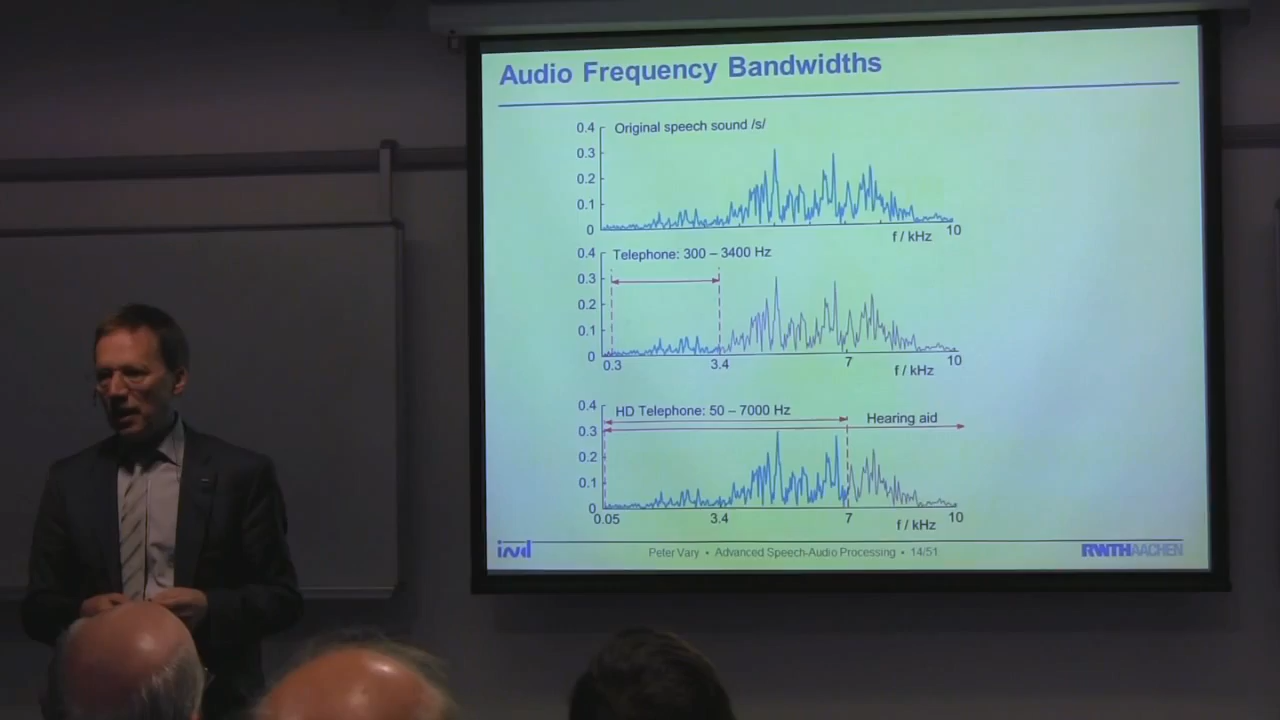 Audio Frequency Bandwidths
0.4
Original speech sound /s/
0.3
0.2
0.1
0
10
f / kHz
0.4
Telephone: 300 – 3400 Hz
0.3
0.2
0.1
0
0.3
3.4
7
10
f / kHz
0.4
HD Telephone: 50 – 7000 Hz
Hearing aid
0.3
0.2
0.1
0
0.05
3.4
7
10
f / kHz
ind
Peter Vary • Advanced Speech-Audio Processing • 14/51
RWTHAACHEN